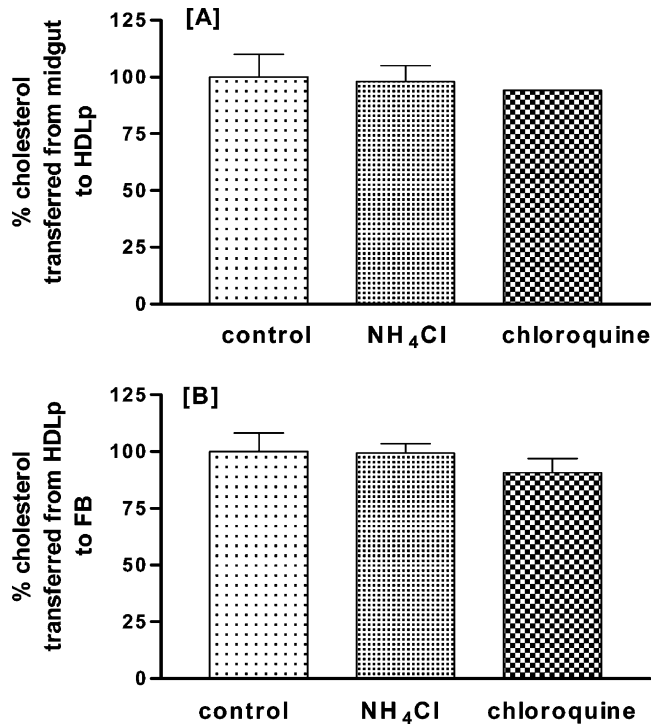 [A]
% cholesterol
transferred from midgut
to HDLp
125
100
75
50
25
0
control NH₄Cl chloroquine
[B]
% cholesterol
transferred from HDLp
to FB
125
100
75
50
25
0
control NH₄Cl chloroquine